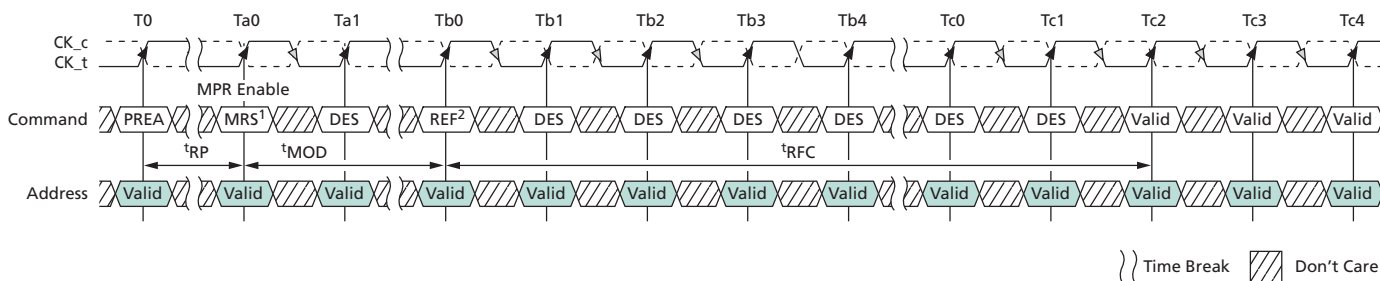 T0 Ta0 Ta1 Tb0 Tb1 Tb2 Tb3 Tb4 Tc0 Tc1 Tc2 Tc3 Tc4
CK_c
CK_t
MPR Enable
Command PREA MRS¹ DES REF² DES DES DES DES DES DES Valid Valid Valid
tRP tMOD tRFC
Address Valid Valid Valid Valid Valid Valid Valid Valid Valid Valid Valid Valid Valid
Time Break Don't Care